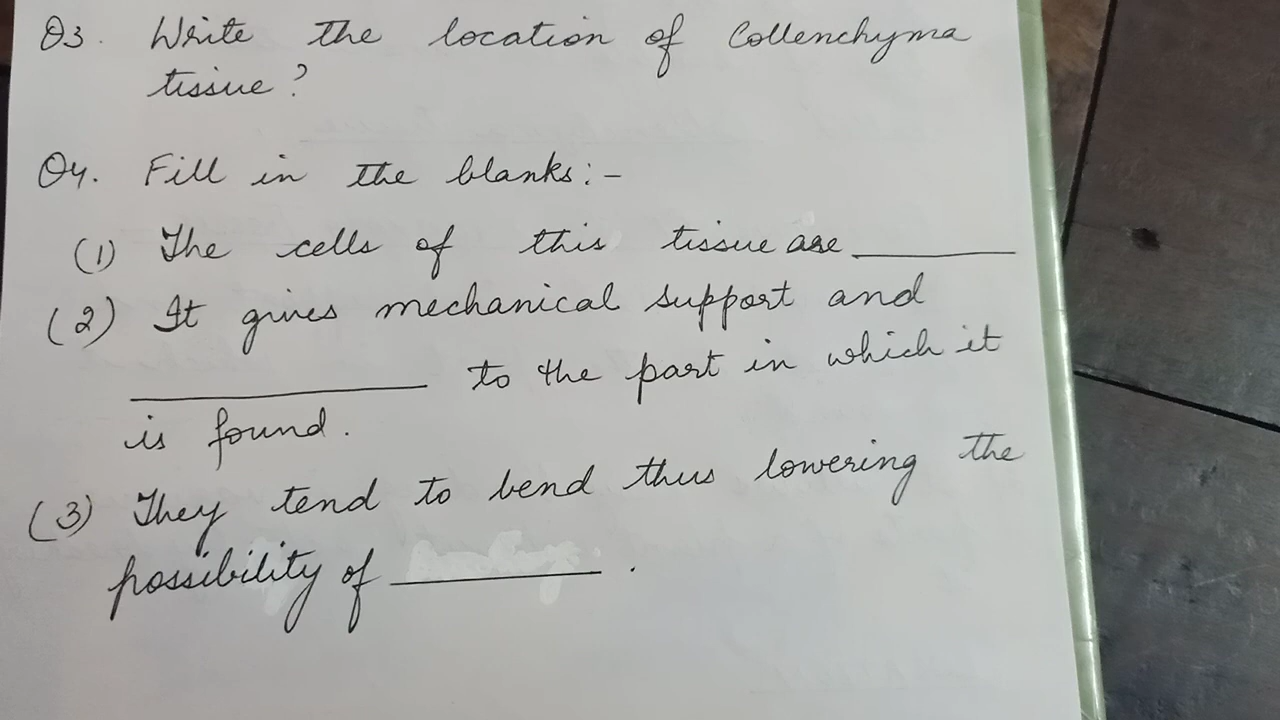 Q3. Write the location of Collenchyma
tissue?
Q4. Fill in the blanks:-
(1) The cells of this tissue are ________
(2) It gives mechanical support and
________ to the part in which it
is found.
(3) They tend to bend thus lowering the
possibility of ________.